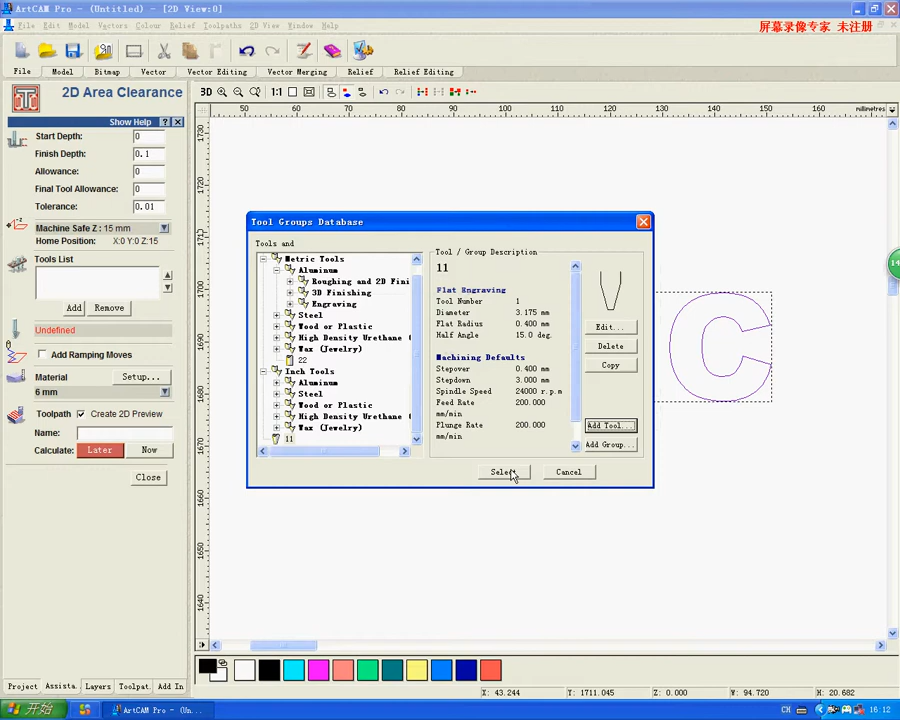 ArtCAM Pro - (Untitled) - [2D View:0]
File Edit Model Vectors Bitmaps Colour Relief Toolpaths 2D View Window Help
屏幕录像专家 未注册
File Model Bitmap Vector Vector Editing Vector Merging Relief Relief Editing
2D Area Clearance
3D 1:1
50 60 70 80 90 100 110 120 130 140 150 160 millimetres
Show Help ? X
Start Depth: 0
Finish Depth: 0.1
Allowance: 0
Final Tool Allowance: 0
Tolerance: 0.01
Machine Safe Z: 15 mm
Home Position: X:0 Y:0 Z:15
Tools List
Add Remove
Undefined
Add Ramping Moves
Material Setup...
6 mm
Toolpath Create 2D Preview
Name:
Calculate: Later Now
Close
1730
1720
1710
1700
1690
1680
1670
1660
1650
1640
Tool Groups Database
Tools and
Metric Tools
Aluminum
Roughing and 2D Fini
3D Finishing
Engraving
Steel
Wood or Plastic
High Density Urethane
Wax (Jewelry)
22
Inch Tools
Aluminum
Steel
Wood or Plastic
High Density Urethane
Wax (Jewelry)
11
Tool / Group Description
11
Flat Engraving
Tool Number 1
Diameter 3.175 mm
Flat Radius 0.400 mm
Half Angle 15.0 deg.
Machining Defaults
Stepover 0.400 mm
Stepdown 3.000 mm
Spindle Speed 24000 r.p.m
Feed Rate 200.000
mm/min
Plunge Rate 200.000
mm/min
Edit...
Delete
Copy
Add Tool...
Add Group...
Select Cancel
C
14
Project Assista. Layers Toolpat. Add In
X: 43.244 Y: 1711.045 Z: 0.000 W: 94.720 H: 20.682
开始 ArtCAM Pro - (Un... CH 16:12